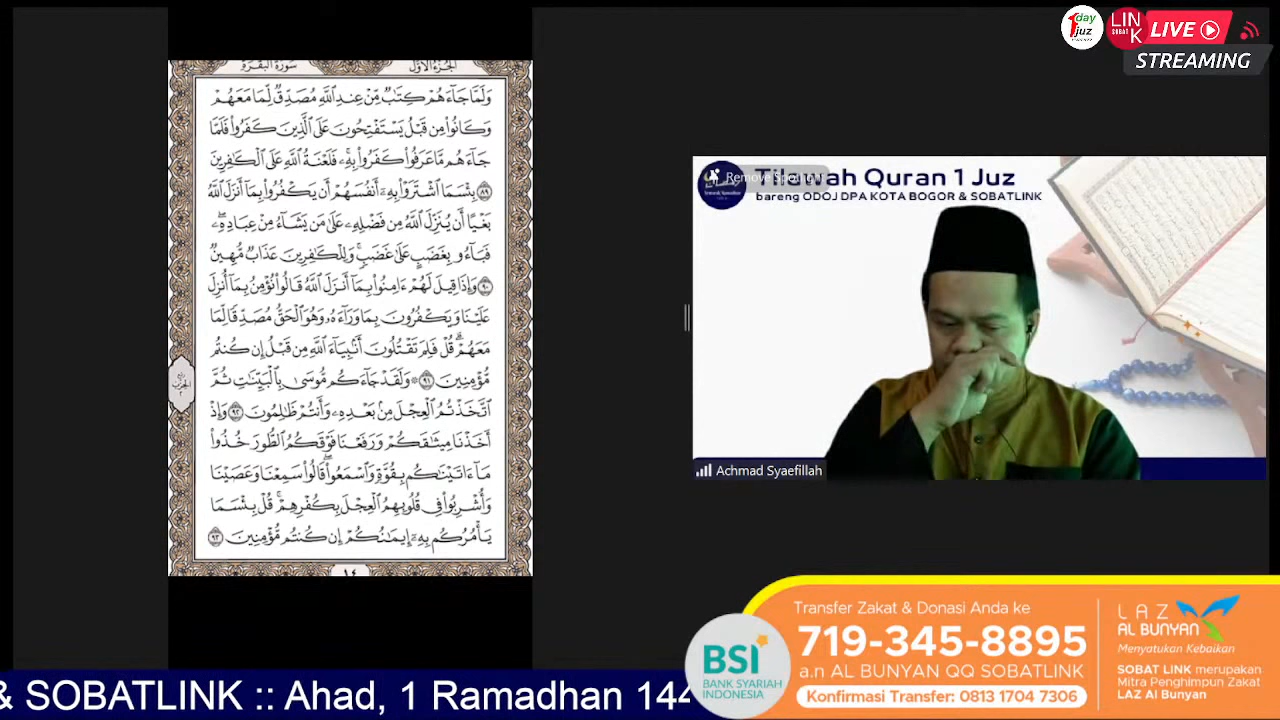 1day
1juz
LINK
SOBAT
LIVE
STREAMING
سورة البقرة
الجزء الأول
وَلَمَّا جَآءَهُمْ كِتَٰبٌ مِّنْ عِندِ ٱللَّهِ مُصَدِّقٌ لِّمَا مَعَهُمْ
وَكَانُوا۟ مِن قَبْلُ يَسْتَفْتِحُونَ عَلَى ٱلَّذِينَ كَفَرُوا۟ فَلَمَّا
جَآءَهُم مَّا عَرَفُوا۟ كَفَرُوا۟ بِهِۦ ۚ فَلَعْنَةُ ٱللَّهِ عَلَى ٱلْكَٰفِرِينَ
٨٩ بِئْسَمَا ٱشْتَرَوْا۟ بِهِۦٓ أَنفُسَهُمْ أَن يَكْفُرُوا۟ بِمَآ أَنزَلَ ٱللَّهُ
بَغْيًا أَن يُنَزِّلَ ٱللَّهُ مِن فَضْلِهِۦ عَلَىٰ مَن يَشَآءُ مِنْ عِبَادِهِۦ ۖ
فَبَآءُو بِغَضَبٍ عَلَىٰ غَضَبٍ ۚ وَلِلْكَٰفِرِينَ عَذَابٌ مُّهِينٌ
٩٠ وَإِذَا قِيلَ لَهُمْ ءَامِنُوا۟ بِمَآ أَنزَلَ ٱللَّهُ قَالُوا۟ نُؤْمِنُ بِمَآ أُنزِلَ
عَلَيْنَا وَيَكْفُرُونَ بِمَا وَرَآءَهُۥ وَهُوَ ٱلْحَقُّ مُصَدِّقًا لِّمَا
مَعَهُمْ ۗ قُلْ فَلِمَ تَقْتُلُونَ أَنۢبِيَآءَ ٱللَّهِ مِن قَبْلُ إِن كُنتُم
مُّؤْمِنِينَ ٩١ ۞ وَلَقَدْ جَآءَكُم مُّوسَىٰ بِٱلْبَيِّنَٰتِ ثُمَّ
ٱتَّخَذْتُمُ ٱلْعِجْلَ مِنۢ بَعْدِهِۦ وَأَنتُمْ ظَٰلِمُونَ ٩٢ وَإِذْ
أَخَذْنَا مِيثَٰقَكُمْ وَرَفَعْنَا فَوْقَكُمُ ٱلطُّورَ خُذُوا۟
مَآ ءَاتَيْنَٰكُم بِقُوَّةٍ وَٱسْمَعُوا۟ ۖ قَالُوا۟ سَمِعْنَا وَعَصَيْنَا
وَأُشْرِبُوا۟ فِى قُلُوبِهِمُ ٱلْعِجْلَ بِكُفْرِهِمْ ۚ قُلْ بِئْسَمَا
يَأْمُرُكُم بِهِۦٓ إِيمَٰنُكُمْ إِن كُنتُم مُّؤْمِنِينَ ٩٣
١٤
Remove Spotlight
Tilawah Quran 1 Juz
bareng ODOJ DPA KOTA BOGOR & SOBATLINK
Achmad Syaefillah
Transfer Zakat & Donasi Anda ke
719-345-8895
a.n AL BUNYAN QQ SOBATLINK
Konfirmasi Transfer: 0813 1704 7306
BSI
BANK SYARIAH
INDONESIA
LAZ
AL BUNYAN
Menyatukan Kebaikan
SOBAT LINK merupakan
Mitra Penghimpun Zakat
LAZ Al Bunyan
& SOBATLINK :: Ahad, 1 Ramadhan 144